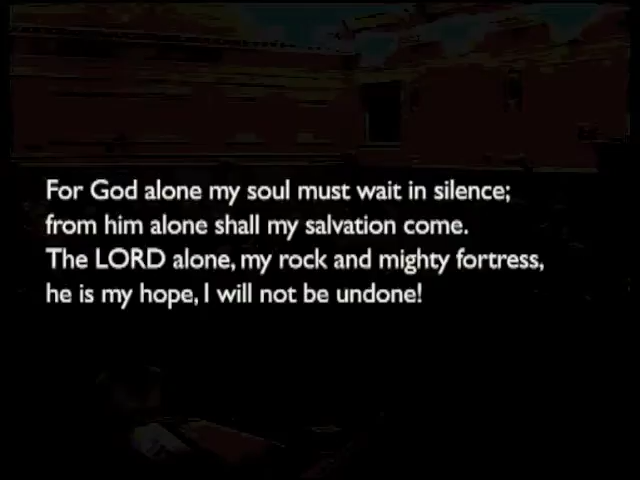 For God alone my soul must wait in silence;
from him alone shall my salvation come.
The LORD alone, my rock and mighty fortress,
he is my hope, I will not be undone!